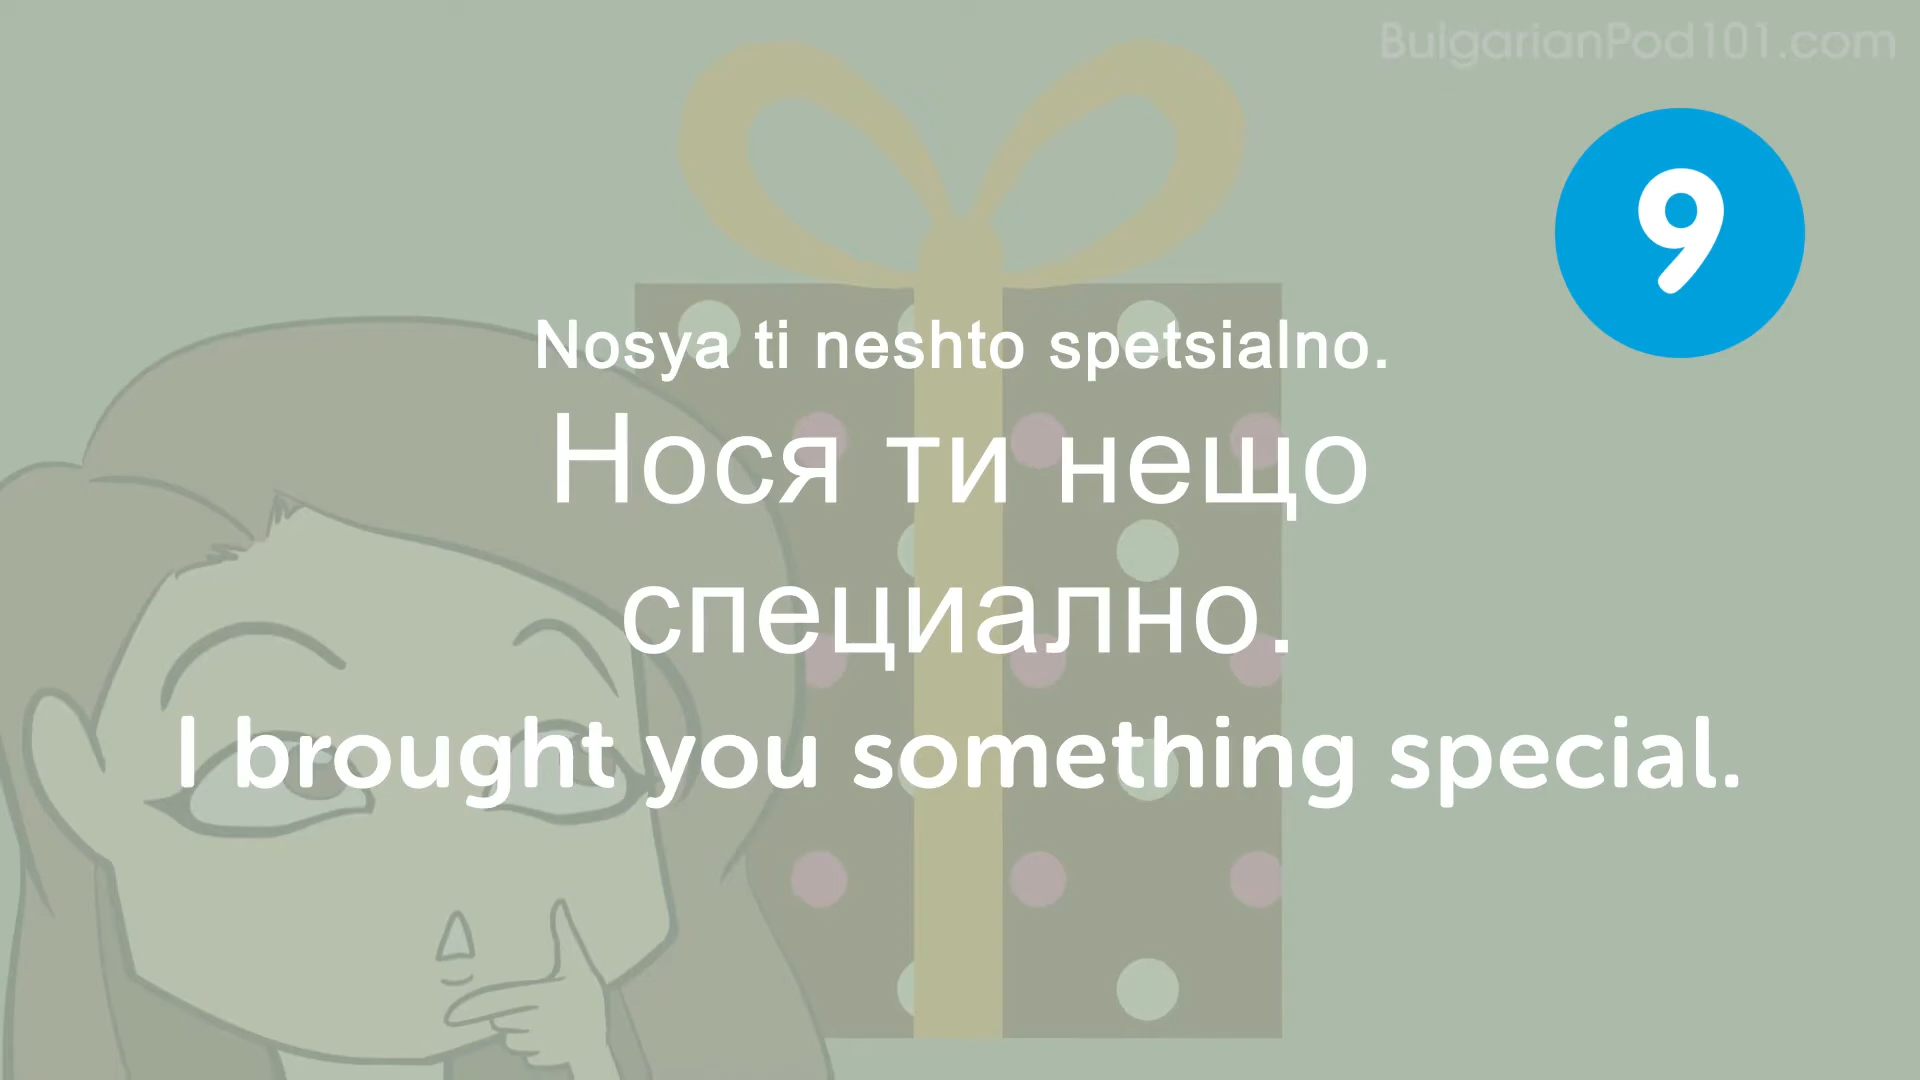 BulgarianPod101.com
9
Nosya ti neshto spetsialno.
Нося ти нещо
специално.
I brought you something special.